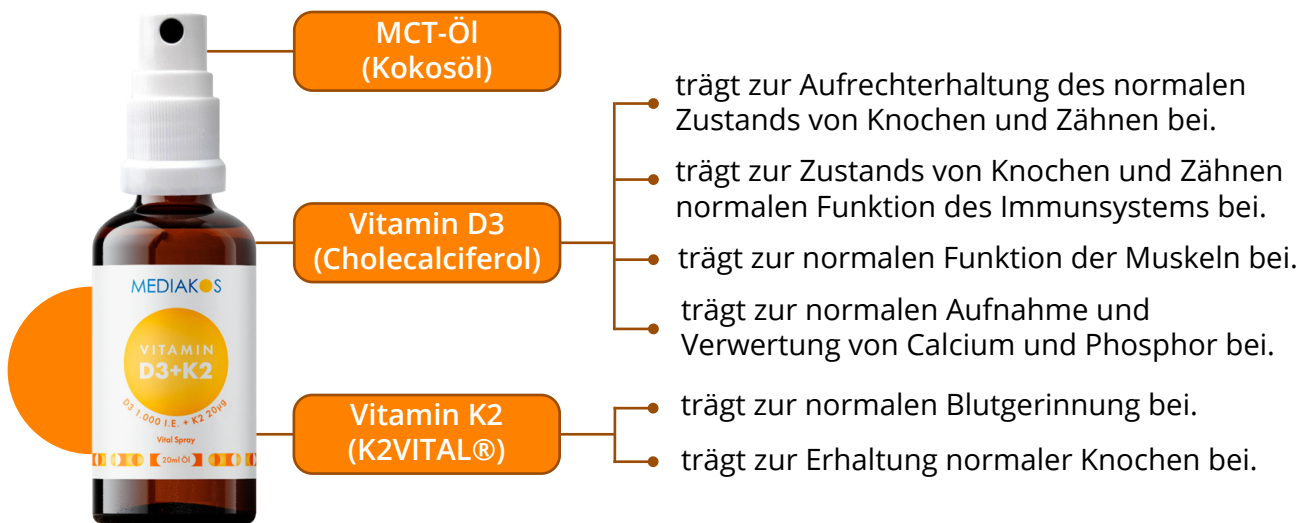 MCT-Öl
(Kokosöl)
trägt zur Aufrechterhaltung des normalen
Zustands von Knochen und Zähnen bei.
trägt zur Zustands von Knochen und Zähnen
normalen Funktion des Immunsystems bei.
Vitamin D3
(Cholecalciferol)
trägt zur normalen Funktion der Muskeln bei.
trägt zur normalen Aufnahme und
Verwertung von Calcium und Phosphor bei.
MEDIAKOS
VITAMIN
D3+K2
D3 1.000 I.E. + K2 20µg
Vital Spray
20ml Öl
Vitamin K2
(K2VITAL®)
trägt zur normalen Blutgerinnung bei.
trägt zur Erhaltung normaler Knochen bei.